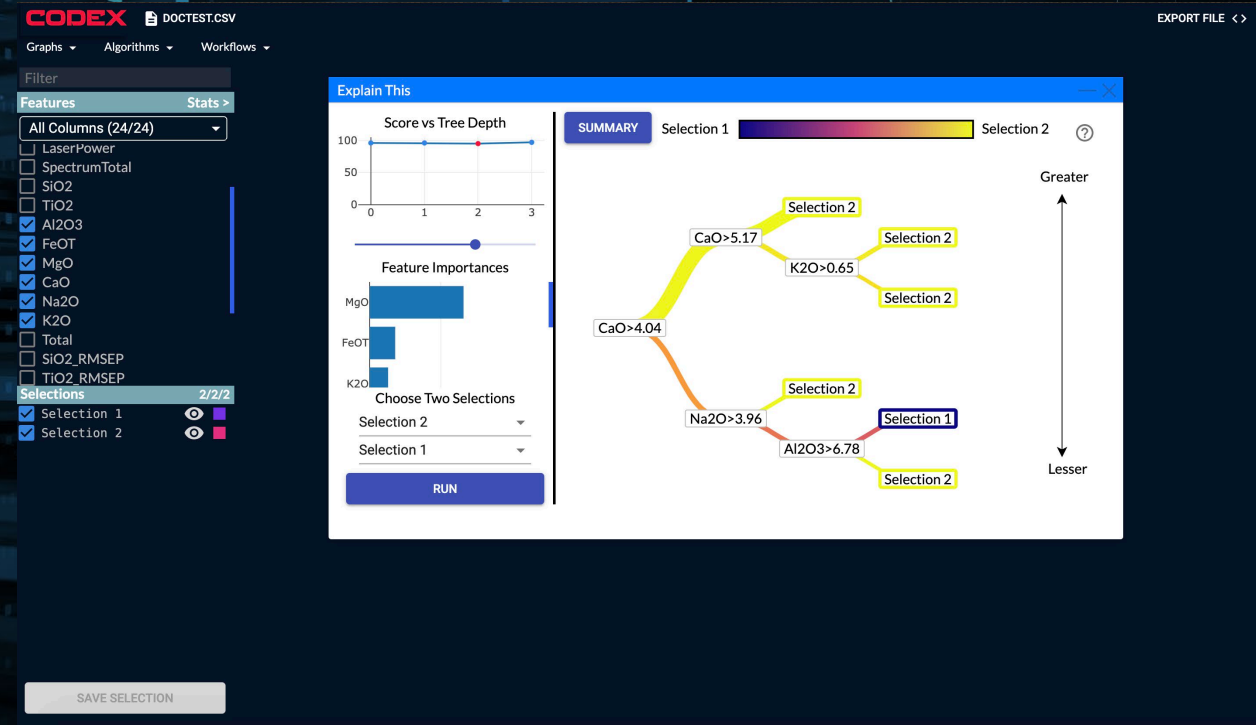 CODEX DOCTEST.CSV EXPORT FILE <>
Graphs Algorithms Workflows
Filter
Features Stats >
All Columns (24/24)
LaserPower
SpectrumTotal
SiO2
TiO2
Al2O3
FeOT
MgO
CaO
Na2O
K2O
Total
SiO2_RMSEP
TiO2_RMSEP
Selections 2/2/2
Selection 1
Selection 2
SAVE SELECTION
Explain This
Score vs Tree Depth
100
50
0
0 1 2 3
Feature Importances
MgO
FeOT
K2O
Choose Two Selections
Selection 2
Selection 1
RUN
SUMMARY Selection 1 Selection 2 ?
Greater
Selection 2
CaO>5.17 Selection 2
K2O>0.65
Selection 2
CaO>4.04
Selection 2
Na2O>3.96 Selection 1
Al2O3>6.78
Selection 2
Lesser